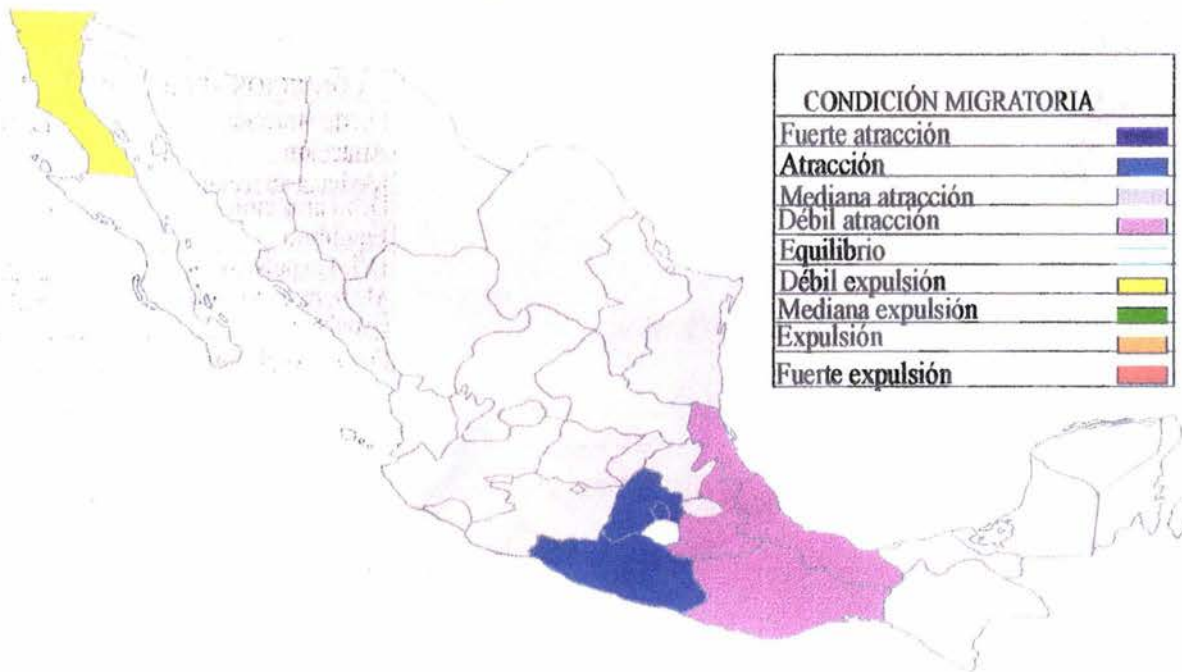 CONDICIÓN MIGRATORIA
Fuerte atracción
Atracción
Mediana atracción
Débil atracción
Equilibrio
Débil expulsión
Mediana expulsión
Expulsión
Fuerte expulsión